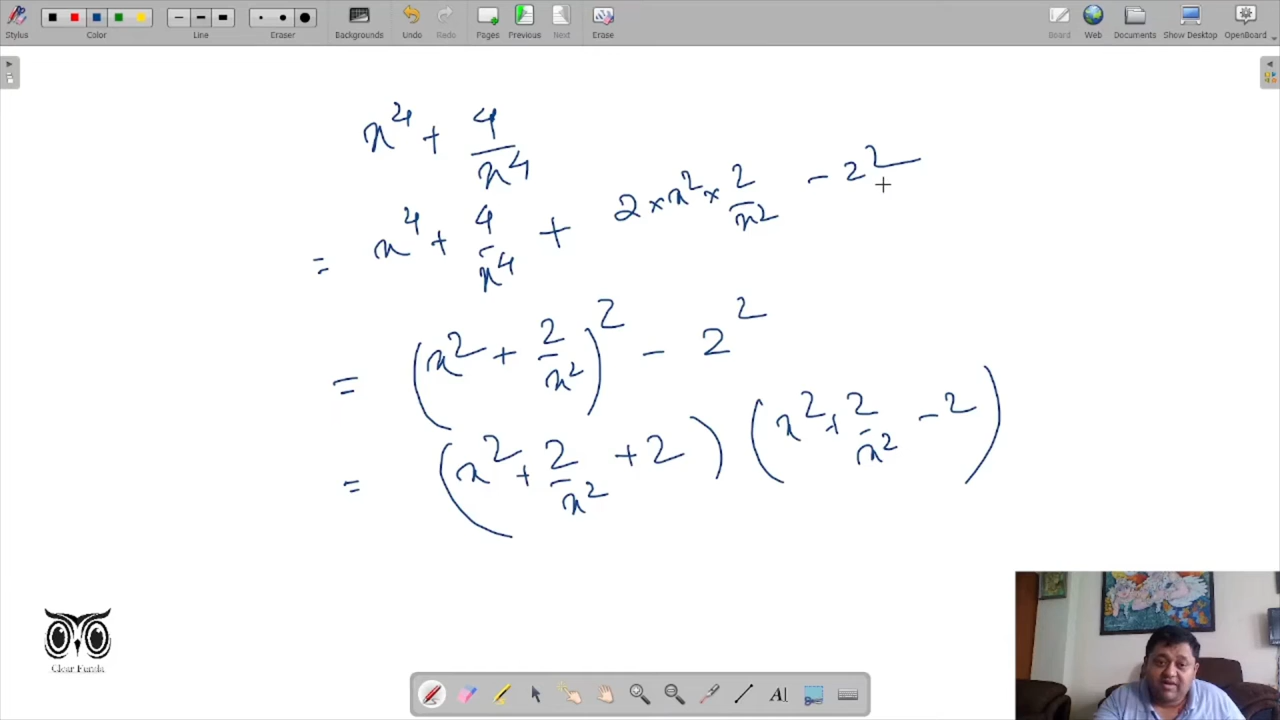 Stylus Color Line Eraser Backgrounds Undo Redo Pages Previous Next Erase Board Web Documents Show Desktop OpenBoard
x⁴ + 4/x⁴
= x⁴ + 4/x⁴ + 2 × x² × 2/x² - 2²
= (x² + 2/x²)² - 2²
= (x² + 2/x² + 2) (x² + 2/x² - 2)
Clear Funda
AI